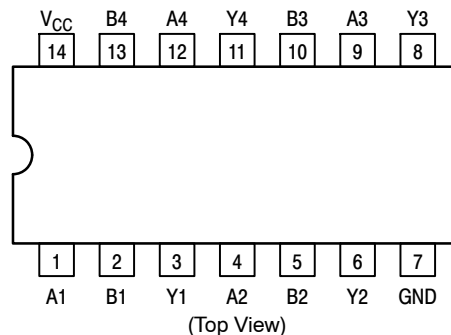 V_CC B4 A4 Y4 B3 A3 Y3
14 13 12 11 10 9 8
1 2 3 4 5 6 7
A1 B1 Y1 A2 B2 Y2 GND
(Top View)